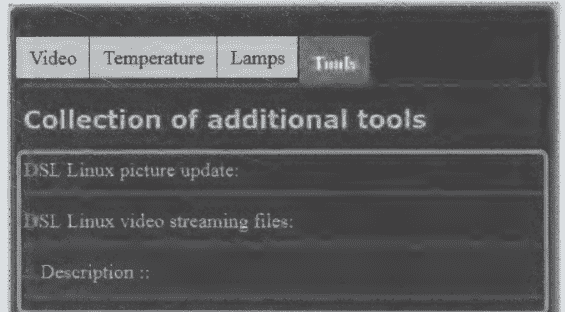 Video Temperature Lamps Tools
Collection of additional tools
DSL Linux picture update:
DSL Linux video streaming files:
Description ::